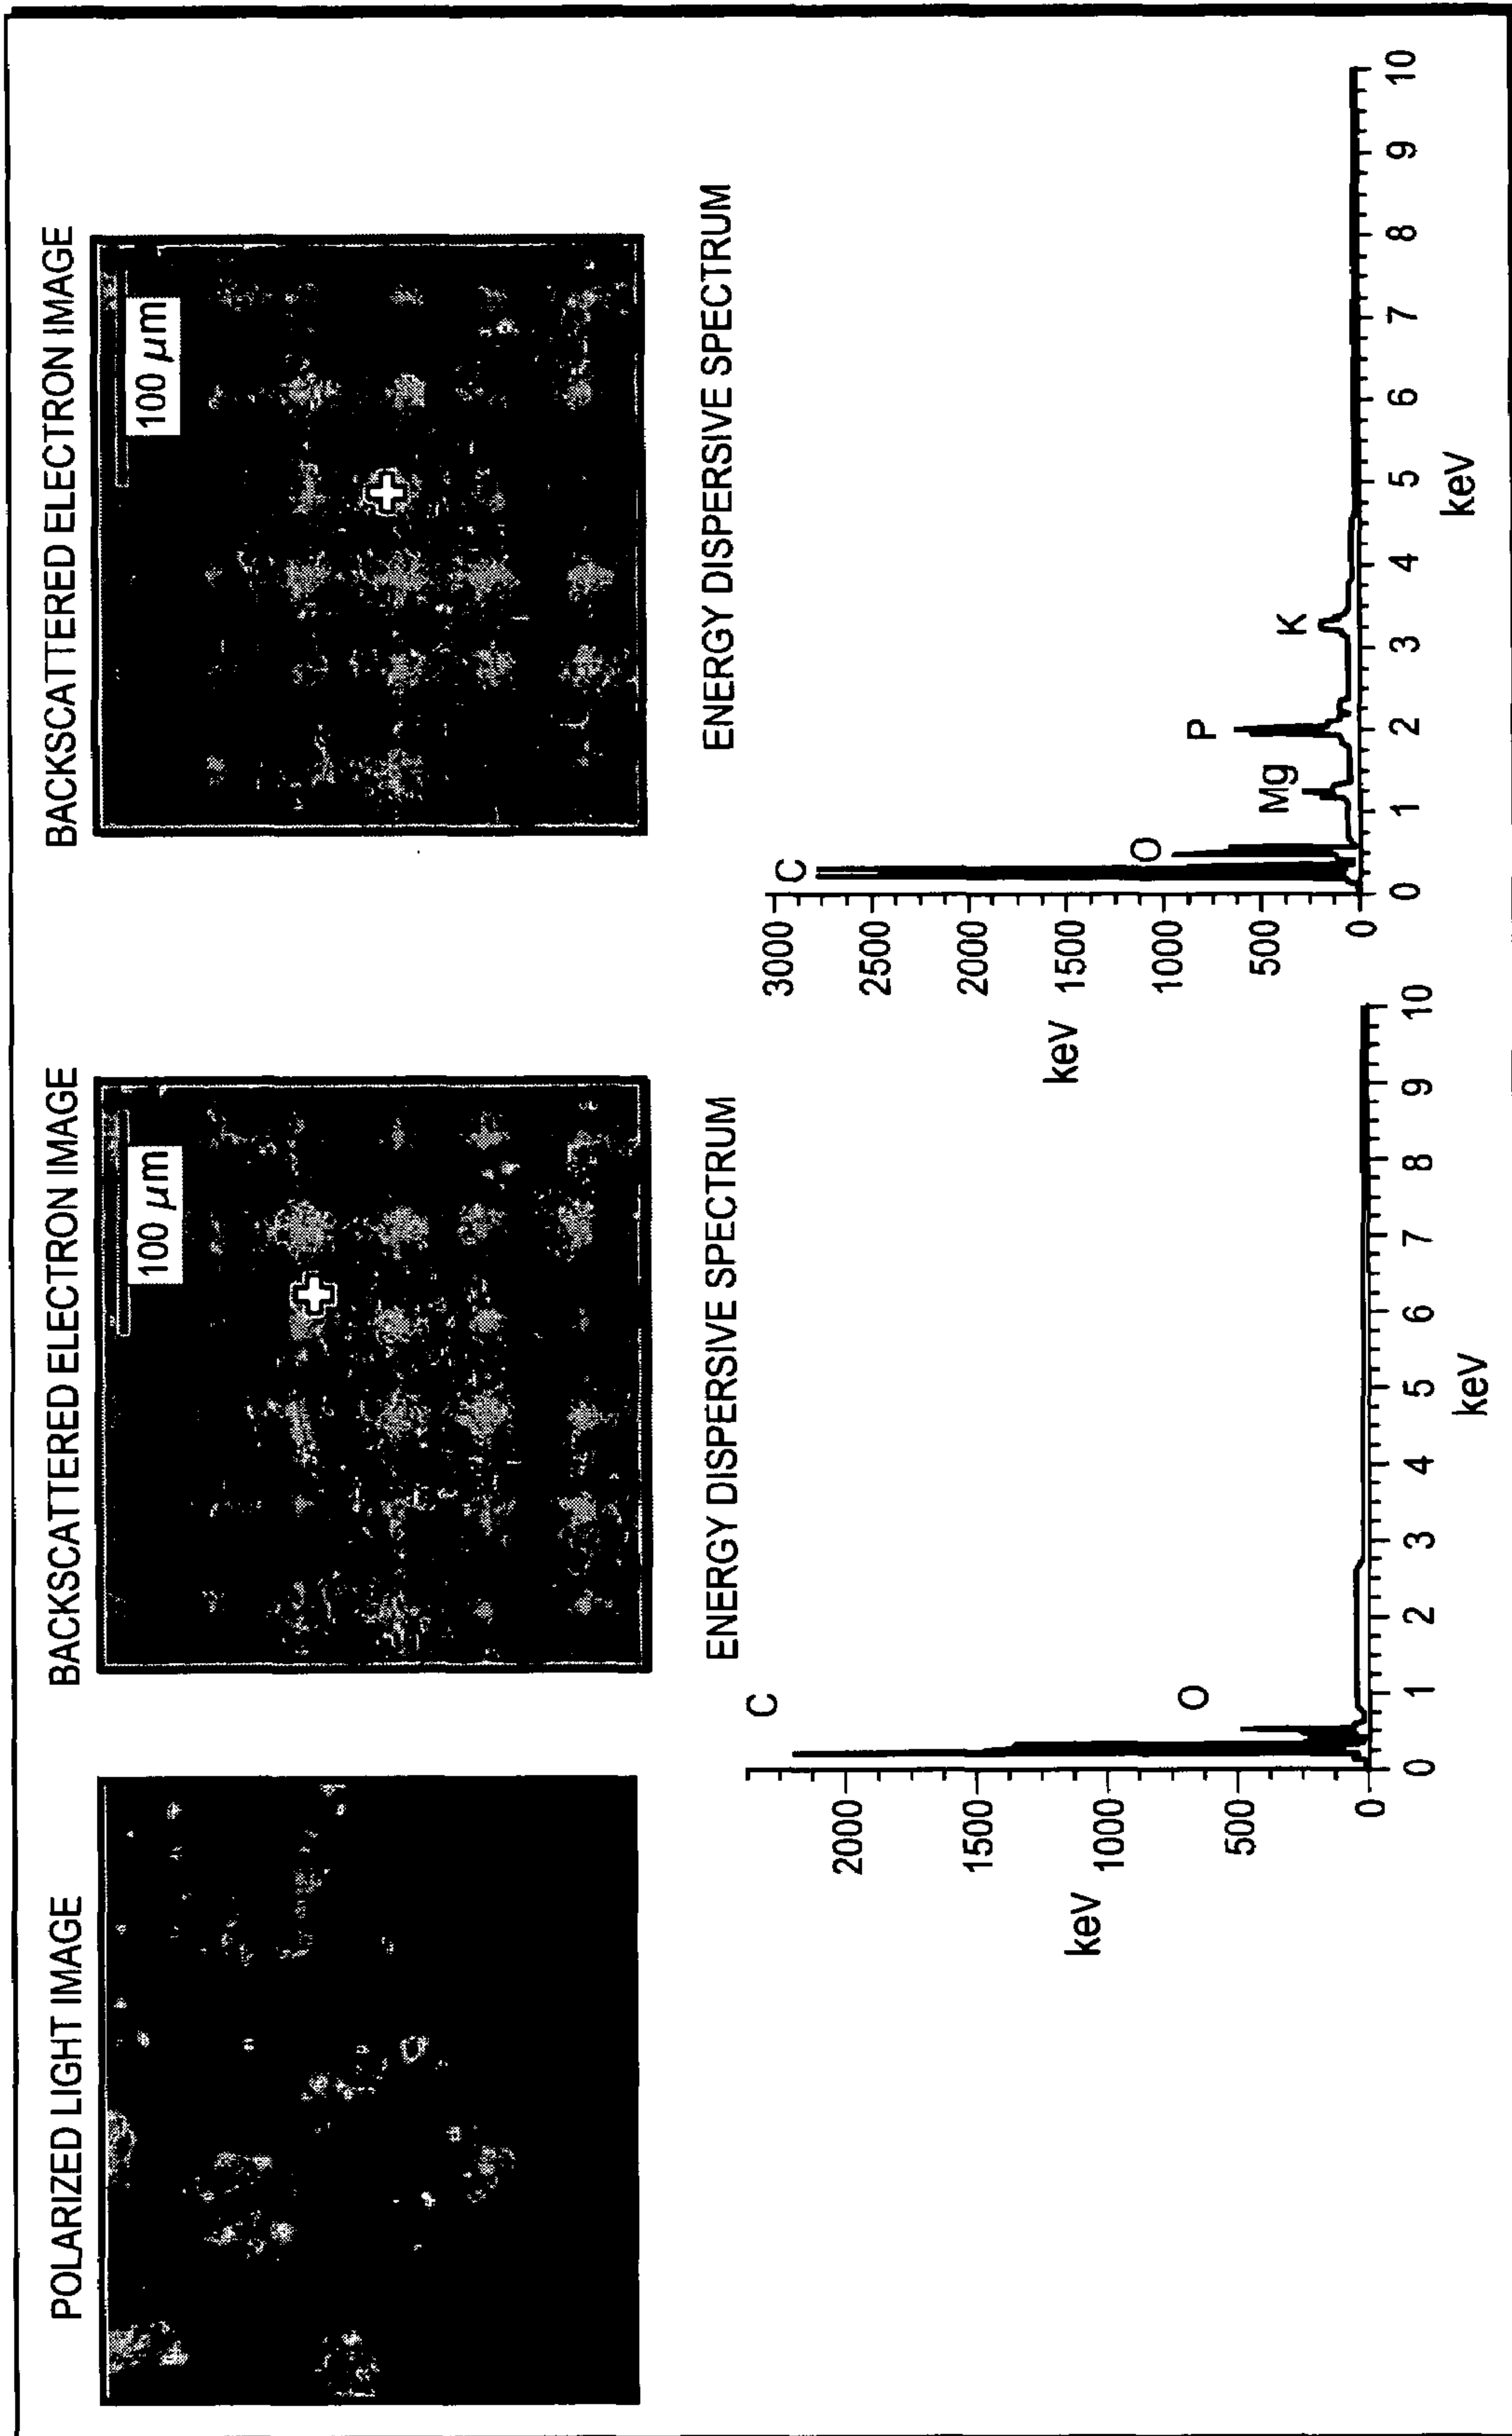 POLARIZED LIGHT IMAGE
BACKSCATTERED ELECTRON IMAGE
100 μm
BACKSCATTERED ELECTRON IMAGE
100 μm
ENERGY DISPERSIVE SPECTRUM
C
O
keV
2000
1500
1000
500
0
0 1 2 3 4 5 6 7 8 9 10
keV
ENERGY DISPERSIVE SPECTRUM
C
O
Mg
P
K
keV
3000
2500
2000
1500
1000
500
0
0 1 2 3 4 5 6 7 8 9 10
keV